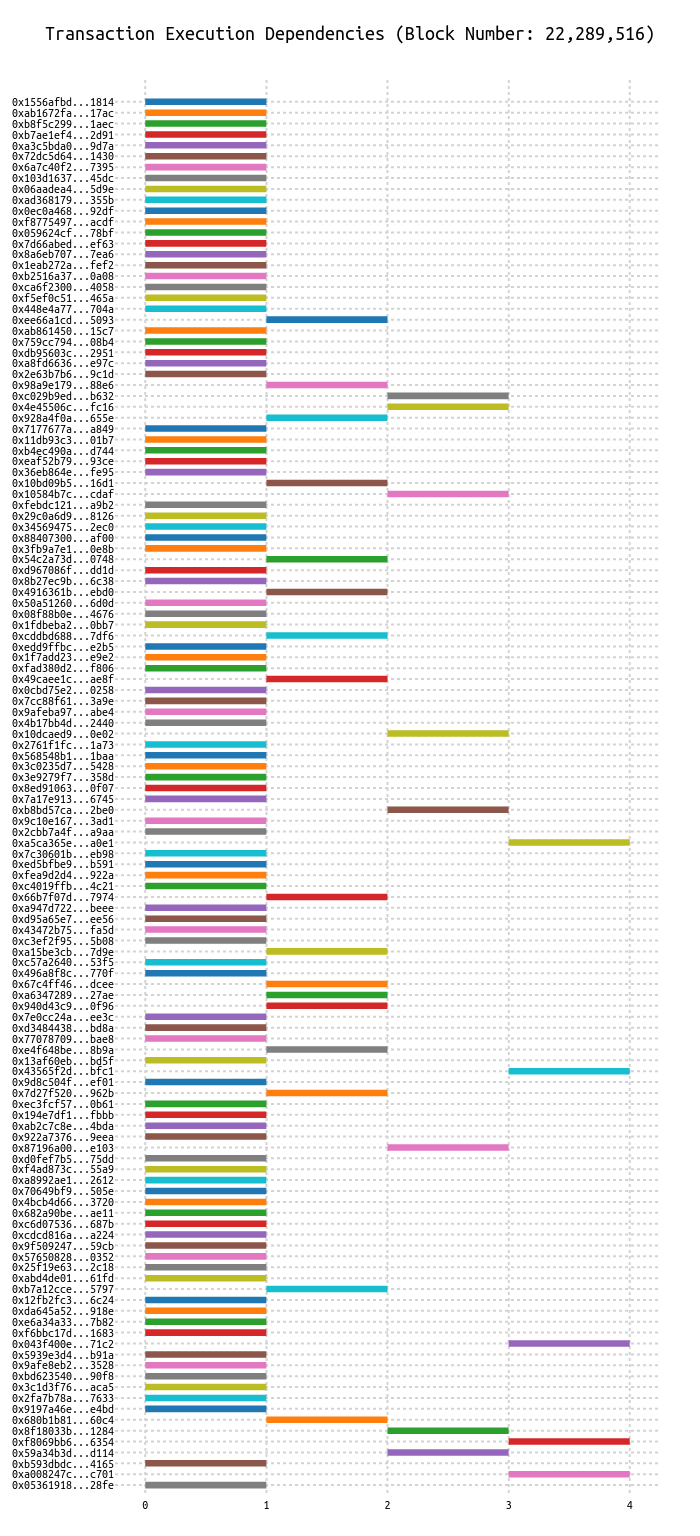 Transaction Execution Dependencies (Block Number: 22,289,516)
0x1556afbd...1814
0xab1672fa...17ac
0xb8f5c299...1aec
0xb7ae1ef4...2d91
0xa3c5bda0...9d7a
0x72dc5d64...1430
0x6a7c40f2...7395
0x103d1637...45dc
0x06aadea4...5d9e
0xad368179...355b
0x0ec0a468...92df
0xf8775497...acdf
0x059624cf...78bf
0x7d66abed...ef63
0x8a6eb707...7ea6
0x1eab272a...fef2
0xb2516a37...0a08
0xca6f2300...4058
0xf5ef0c51...465a
0x448e4a77...704a
0xee66a1cd...5093
0xab861450...15c7
0x759cc794...08b4
0xdb95603c...2951
0xa8fd6636...e97c
0x2e63b7b6...9c1d
0x98a9e179...88e6
0xc029b9ed...b632
0x4e45506c...fc16
0x928a4f0a...655e
0x7177677a...a849
0x11db93c3...01b7
0xb4ec490a...d744
0xeaf52b79...93ce
0x36eb864e...fe95
0x10bd09b5...16d1
0x10584b7c...cdaf
0xfebdc121...a9b2
0x29c0a6d9...8126
0x34569475...2ec0
0x88407300...af00
0x3fb9a7e1...0e8b
0x54c2a73d...0748
0xd967086f...dd1d
0x8b27ec9b...6c38
0x4916361b...ebd0
0x50a51260...6d0d
0x08f88b0e...4676
0x1fdbeba2...0bb7
0xcddbd688...7df6
0xedd9ffbc...e2b5
0x1f7add23...e9e2
0xfad380d2...f806
0x49caee1c...ae8f
0x0cbd75e2...0258
0x7cc88f61...3a9e
0x9afeba97...abe4
0x4b17bb4d...2440
0x10dcaed9...0e02
0x2761f1fc...1a73
0x568548b1...1baa
0x3c0235d7...5428
0x3e9279f7...358d
0x8ed91063...0f07
0x7a17e913...6745
0xb8bd57ca...2be0
0x9c10e167...3ad1
0x2cbb7a4f...a9aa
0xa5ca365e...a0e1
0x7c30601b...eb98
0xed5bfbe9...b591
0xfea9d2d4...922a
0xc4019ffb...4c21
0x66b7f07d...7974
0xa947d722...beee
0xd95a65e7...ee56
0x43472b75...fa5d
0xc3ef2f95...5b08
0xa15be3cb...7d9e
0xc57a2640...53f5
0x496a8f8c...770f
0x67c4ff46...dcee
0xa6347289...27ae
0x940d43c9...0f96
0x7e0cc24a...ee3c
0xd3484438...bd8a
0x77078709...bae8
0xe4f648be...8b9a
0x13af60eb...bd5f
0x43565f2d...bfc1
0x9d8c504f...ef01
0x7d27f520...962b
0xec3fcf57...0b61
0x194e7df1...fbbb
0xab2c7c8e...4bda
0x922a7376...9eea
0x87196a00...e103
0xd0fef7b5...75dd
0xf4ad873c...55a9
0xa8992ae1...2612
0x70649bf9...505e
0x4bcb4d66...3720
0x682a90be...ae11
0xc6d07536...687b
0xcdcd816a...a224
0x9f509247...59cb
0x57650828...0352
0x25f19e63...2c18
0xabd4de01...61fd
0xb7a12cce...5797
0x12fb2fc3...6c24
0xda645a52...918e
0xe6a34a33...7b82
0xf6bbc17d...1683
0x043f400e...71c2
0x5939e3d4...b91a
0x9afe8eb2...3528
0xbd623540...90f8
0x3c1d3f76...aca5
0x2fa7b78a...7633
0x9197a46e...e4bd
0x680b1b81...60c4
0x8f18033b...1284
0xf8069bb6...6354
0x59a34b3d...d114
0xb593dbdc...4165
0xa008247c...c701
0x05361918...28fe
0 1 2 3 4